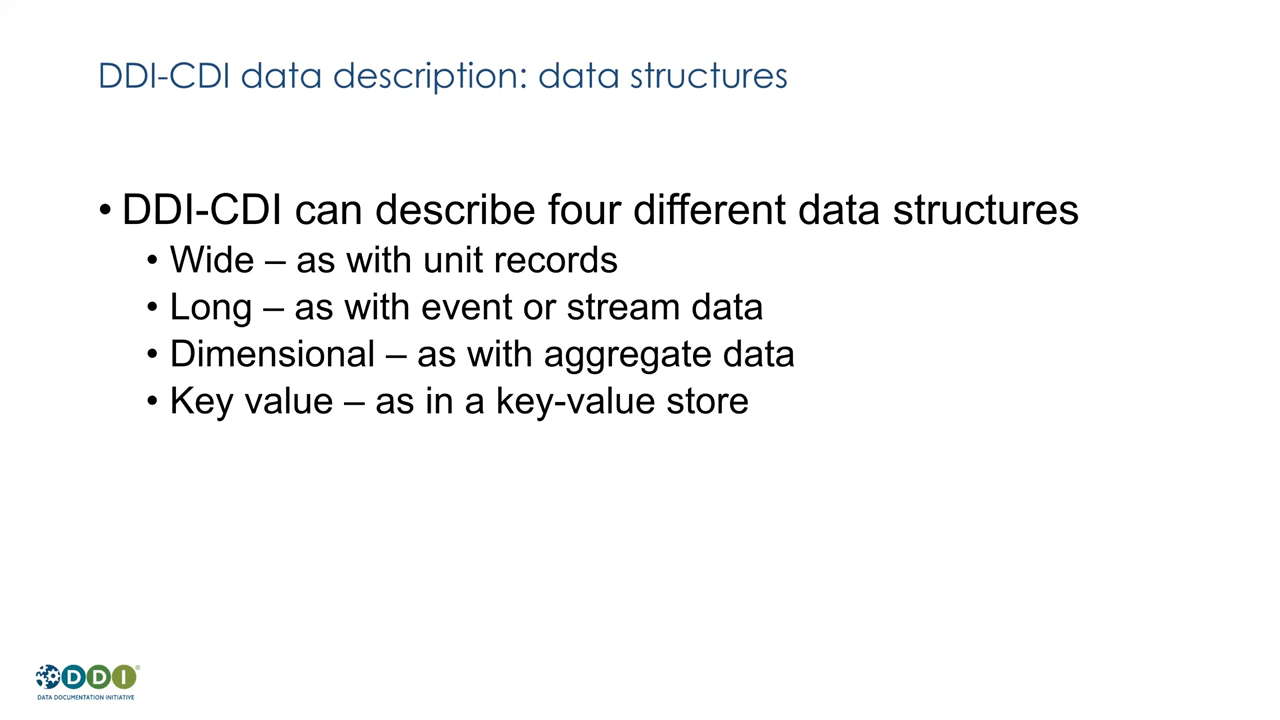 DDI-CDI data description: data structures
• DDI-CDI can describe four different data structures
• Wide – as with unit records
• Long – as with event or stream data
• Dimensional – as with aggregate data
• Key value – as in a key-value store
DDI®
DATA DOCUMENTATION INITIATIVE